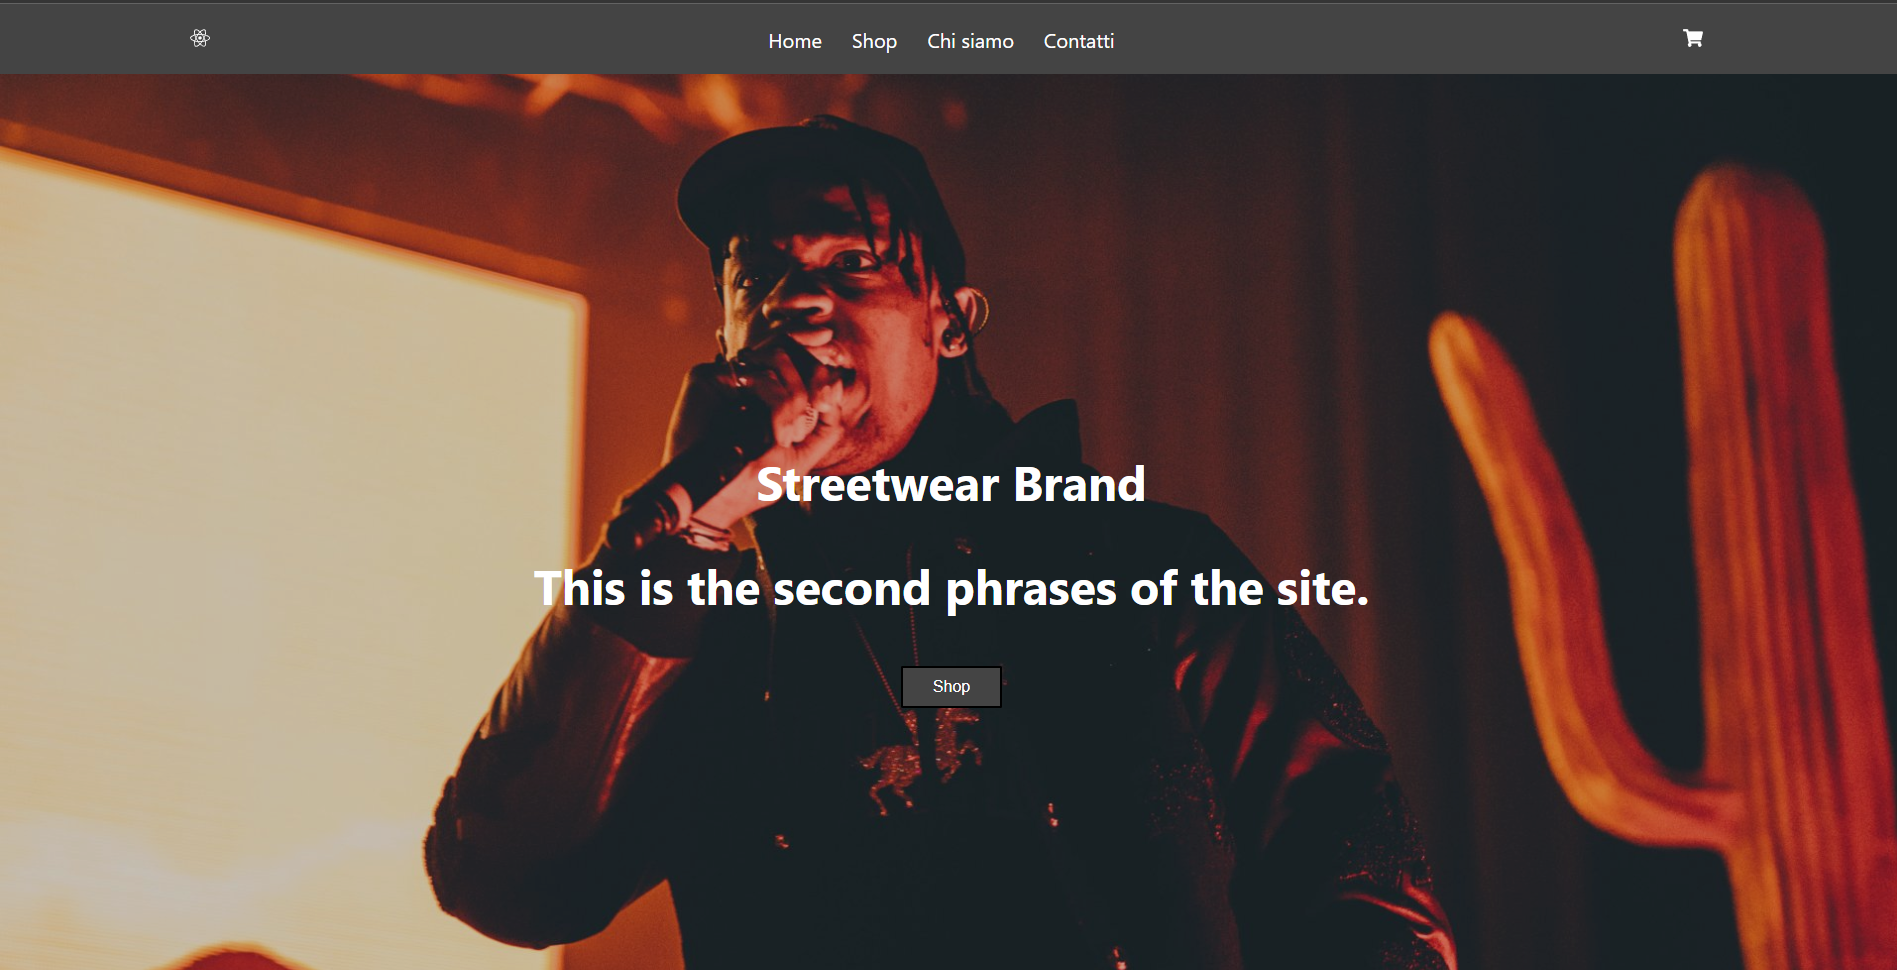 Home Shop Chi siamo Contatti
Streetwear Brand
This is the second phrases of the site.
Shop